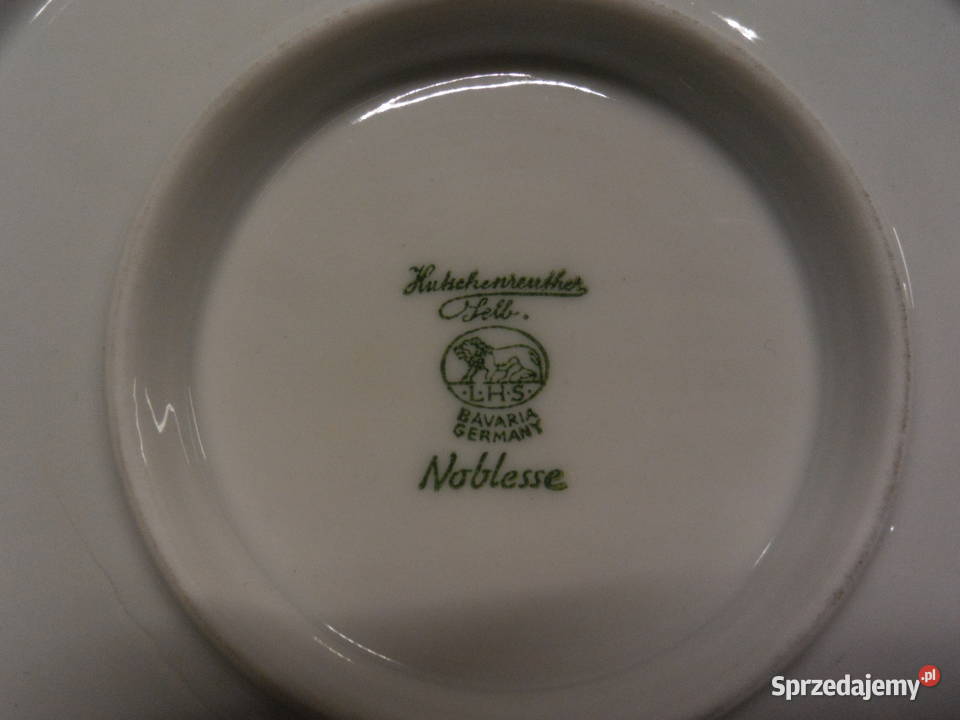 Hutschenreuther
Selb.
·L·H·S·
BAVARIA
GERMANY
Noblesse
Sprzedajemy.pl